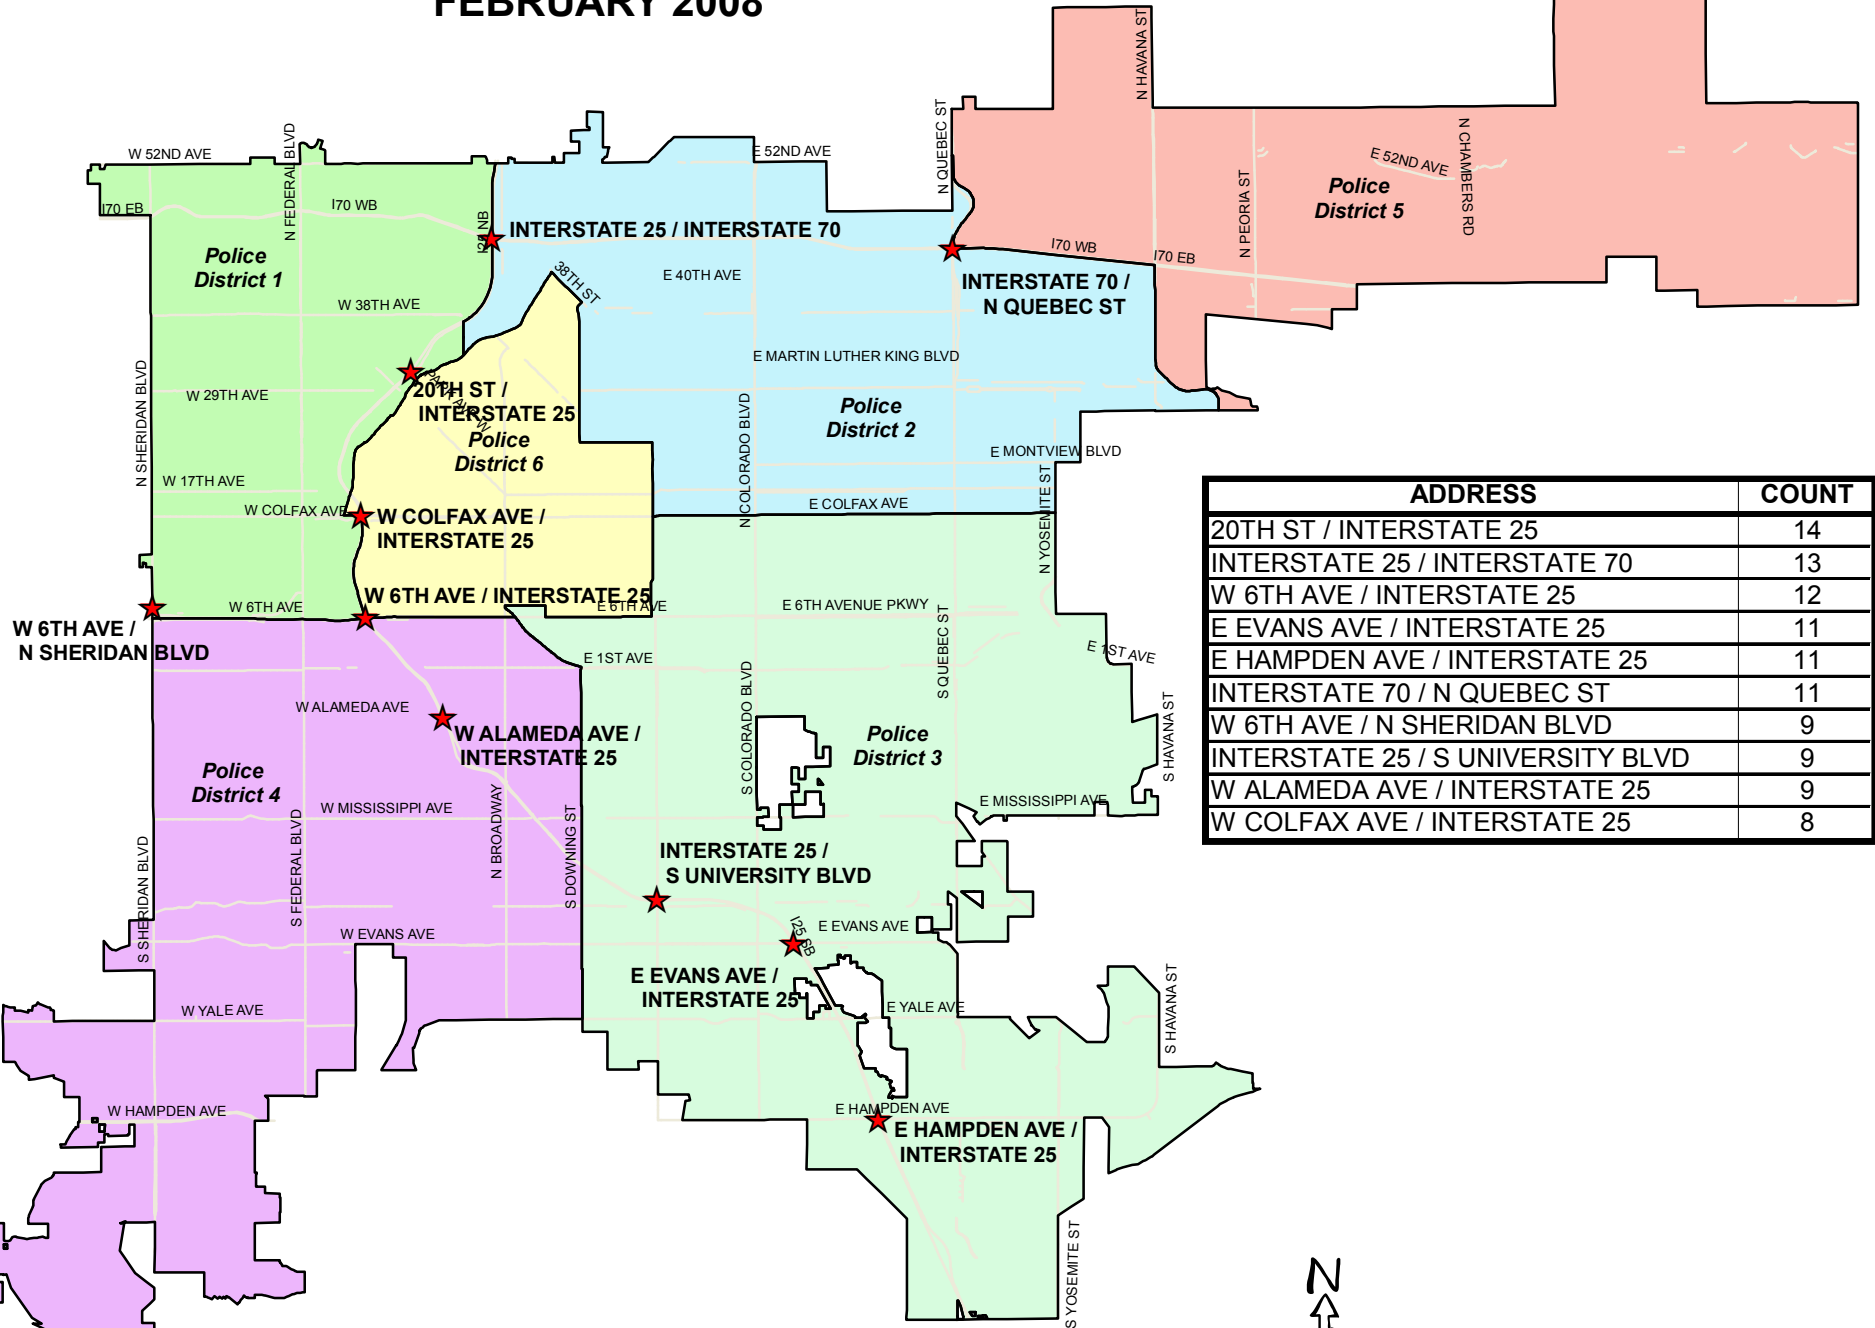 FEBRUARY 2008
N HAVANA ST
N QUEBEC ST
N CHAMBERS RD
W 52ND AVE
N FEDERAL BLVD
E 52ND AVE
E 52ND AVE
Police
District 5
N PEORIA ST
I70 EB
I70 WB
I25 NB
INTERSTATE 25 / INTERSTATE 70
I70 WB
I70 EB
Police
District 1
38TH ST
E 40TH AVE
INTERSTATE 70 /
N QUEBEC ST
W 38TH AVE
E MARTIN LUTHER KING BLVD
N SHERIDAN BLVD
W 29TH AVE
20TH ST /
INTERSTATE 25
PARK AVE W
Police
District 6
N COLORADO BLVD
Police
District 2
E MONTVIEW BLVD
W 17TH AVE
N YOSEMITE ST
W COLFAX AVE
W COLFAX AVE /
INTERSTATE 25
E COLFAX AVE
ADDRESS COUNT
20TH ST / INTERSTATE 25 14
INTERSTATE 25 / INTERSTATE 70 13
W 6TH AVE / INTERSTATE 25 12
E EVANS AVE / INTERSTATE 25 11
E HAMPDEN AVE / INTERSTATE 25 11
INTERSTATE 70 / N QUEBEC ST 11
W 6TH AVE / N SHERIDAN BLVD 9
INTERSTATE 25 / S UNIVERSITY BLVD 9
W ALAMEDA AVE / INTERSTATE 25 9
W COLFAX AVE / INTERSTATE 25 8
W 6TH AVE / INTERSTATE 25
W 6TH AVE
E 6TH AVE
E 6TH AVENUE PKWY
W 6TH AVE /
N SHERIDAN BLVD
S QUEBEC ST
E 1ST AVE
E 1ST AVE
W ALAMEDA AVE
S COLORADO BLVD
S HAVANA ST
W ALAMEDA AVE /
INTERSTATE 25
Police
District 3
Police
District 4
W MISSISSIPPI AVE
E MISSISSIPPI AVE
N BROADWAY
S DOWNING ST
S FEDERAL BLVD
S SHERIDAN BLVD
INTERSTATE 25 /
S UNIVERSITY BLVD
I25 SB
W EVANS AVE
E EVANS AVE
E EVANS AVE /
INTERSTATE 25
S HAVANA ST
W YALE AVE
E YALE AVE
W HAMPDEN AVE
E HAMPDEN AVE
E HAMPDEN AVE /
INTERSTATE 25
S YOSEMITE ST
N